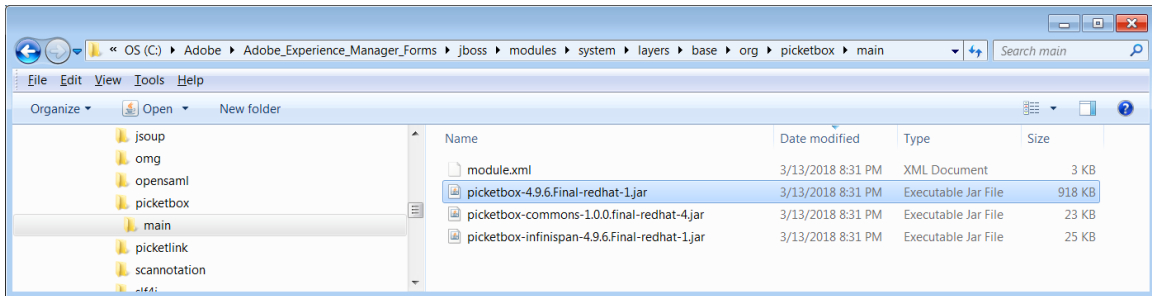 « OS (C:) ▸ Adobe ▸ Adobe_Experience_Manager_Forms ▸ jboss ▸ modules ▸ system ▸ layers ▸ base ▸ org ▸ picketbox ▸ main Search main
File Edit View Tools Help
Organize Open New folder
Name Date modified Type Size
jsoup
omg
opensaml
picketbox
main
picketlink
scannotation
slf4j
module.xml 3/13/2018 8:31 PM XML Document 3 KB
picketbox-4.9.6.Final-redhat-1.jar 3/13/2018 8:31 PM Executable Jar File 918 KB
picketbox-commons-1.0.0.final-redhat-4.jar 3/13/2018 8:31 PM Executable Jar File 23 KB
picketbox-infinispan-4.9.6.Final-redhat-1.jar 3/13/2018 8:31 PM Executable Jar File 25 KB